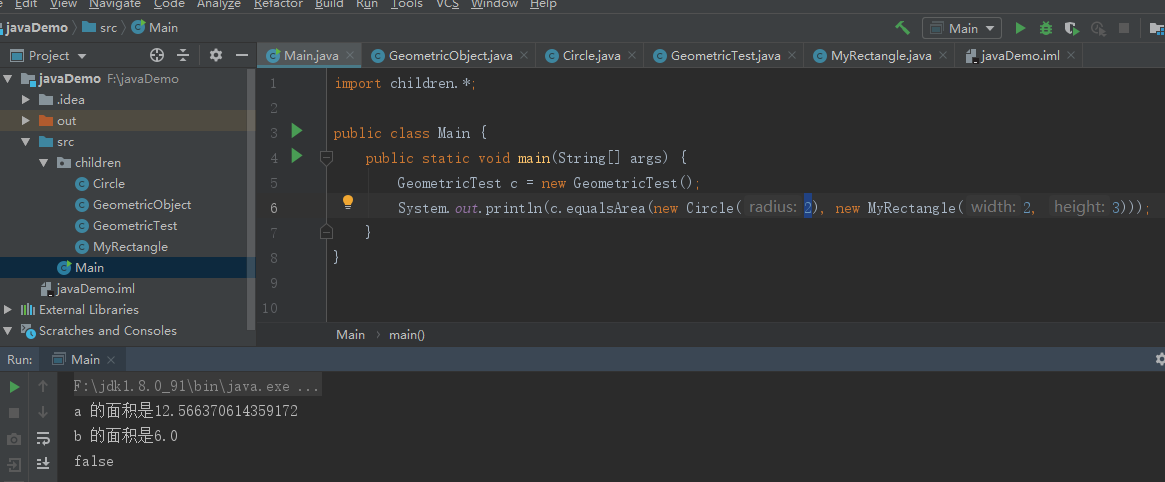 File Edit View Navigate Code Analyze Refactor Build Run Tools VCS Window Help
javaDemo src Main
Main
Project
Main.java GeometricObject.java Circle.java GeometricTest.java MyRectangle.java javaDemo.iml
javaDemo F:\javaDemo
.idea
out
src
children
Circle
GeometricObject
GeometricTest
MyRectangle
Main
javaDemo.iml
External Libraries
Scratches and Consoles
1 import children.*;
2
3 public class Main {
4 public static void main(String[] args) {
5 GeometricTest c = new GeometricTest();
6 System.out.println(c.equalsArea(new Circle( radius: 2), new MyRectangle( width: 2, height: 3)));
7 }
8 }
9
10
Main main()
Run: Main
F:\jdk1.8.0_91\bin\java.exe ...
a 的面积是12.566370614359172
b 的面积是6.0
false